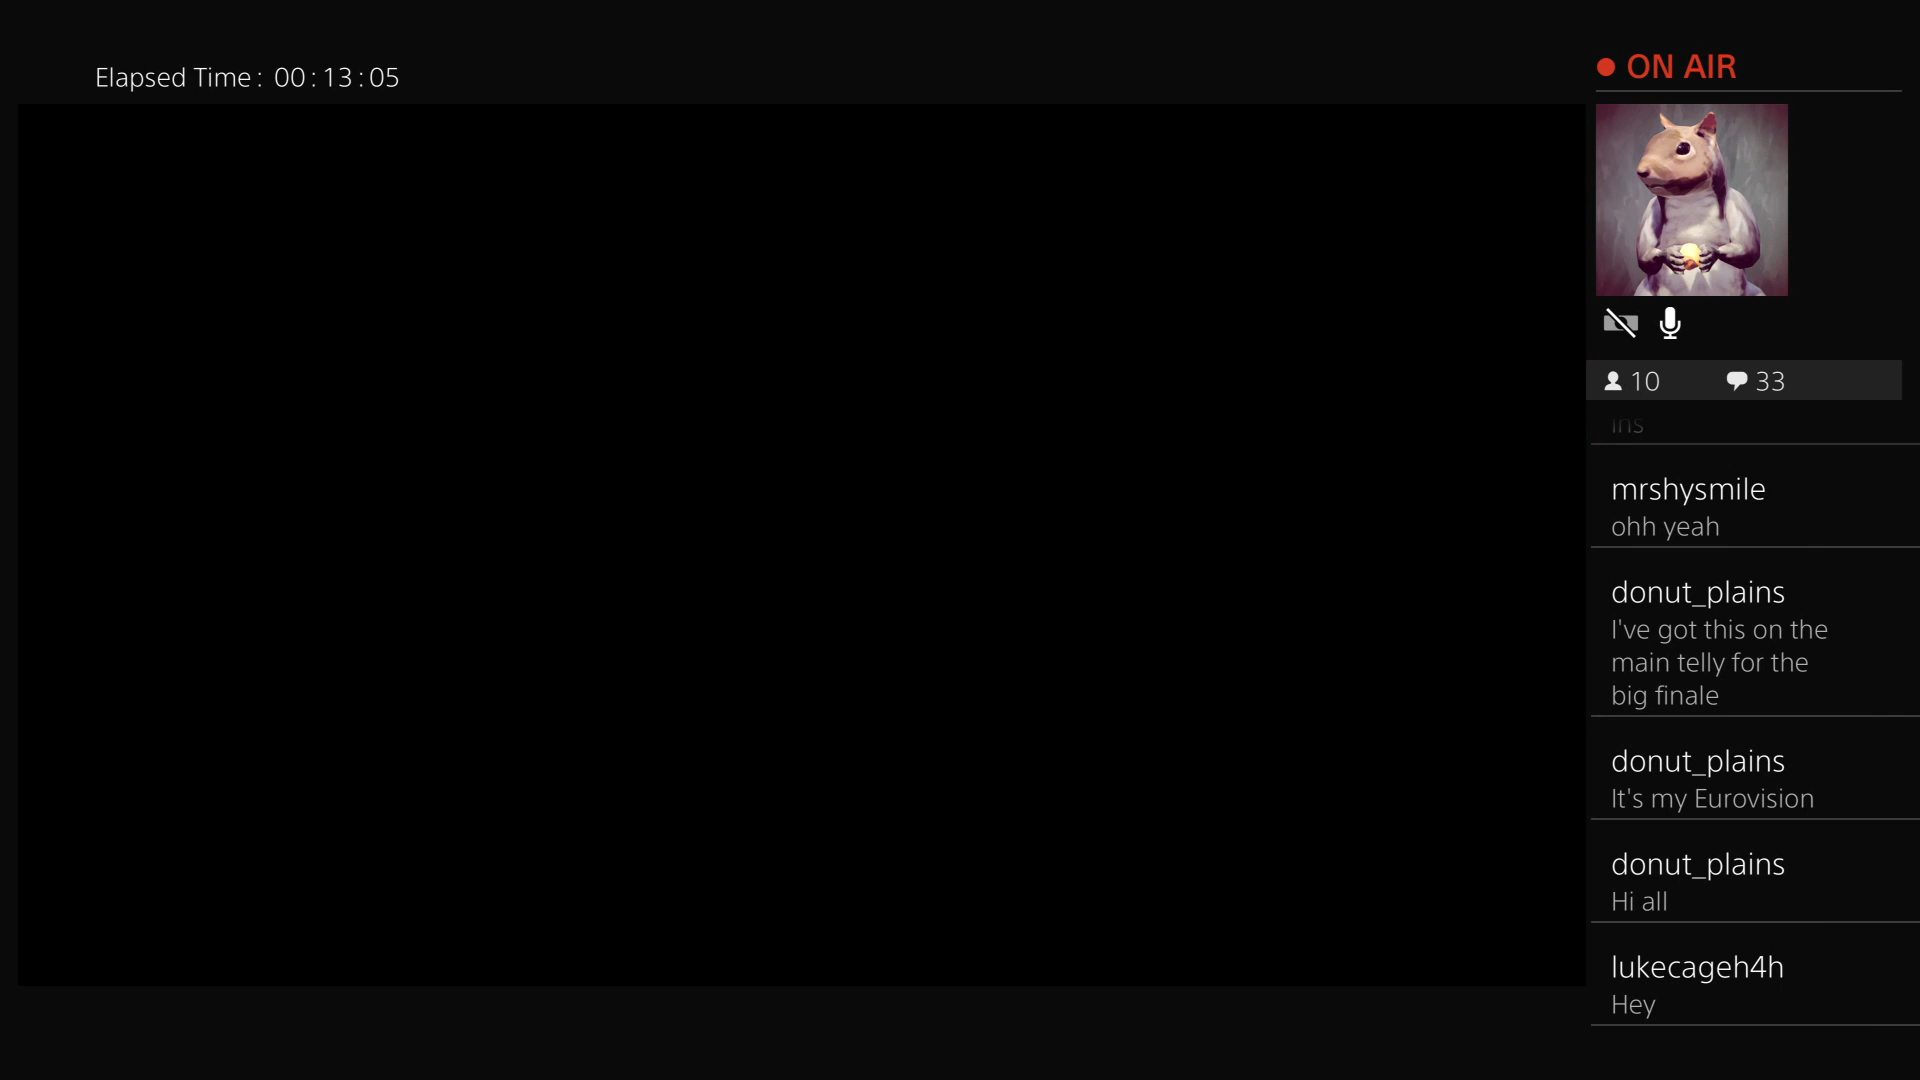 Elapsed Time: 00:13:05
ON AIR
10 33
ins
mrshysmile
ohh yeah
donut_plains
I've got this on the
main telly for the
big finale
donut_plains
It's my Eurovision
donut_plains
Hi all
lukecageh4h
Hey